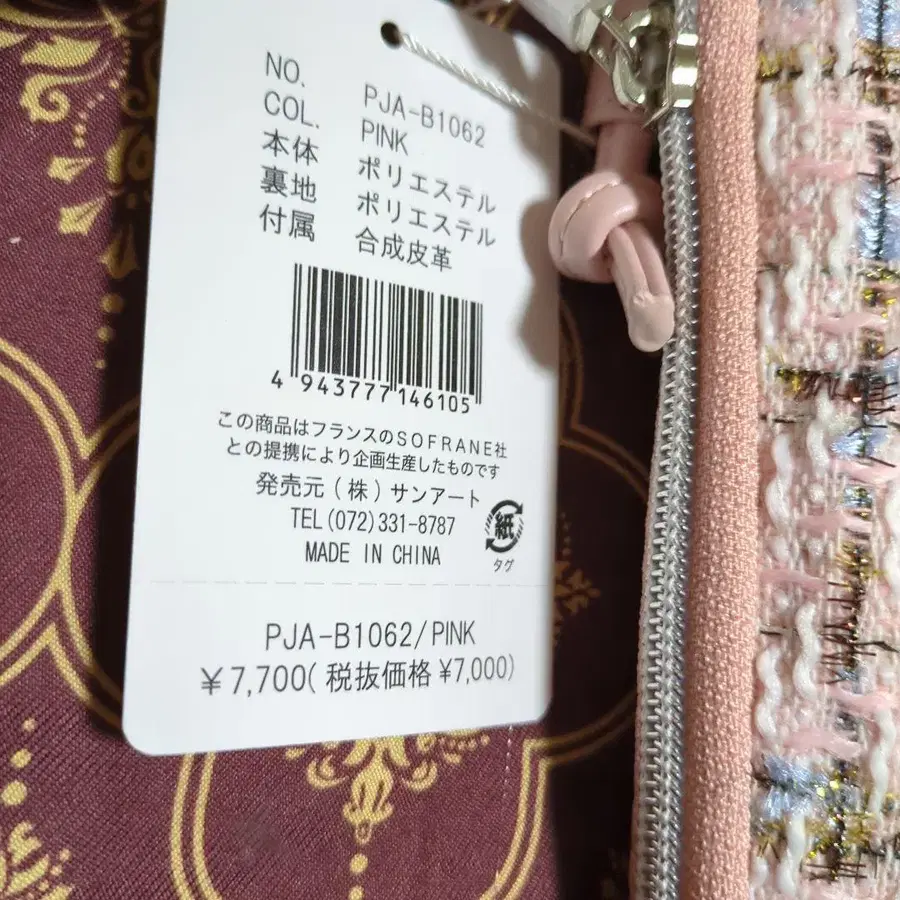 NO. PJA-B1062
COL. PINK
本体 ポリエステル
裏地 ポリエステル
付属 合成皮革
4 943777 146105
この商品はフランスのSOFRANE社
との提携により企画生産したものです
発売元(株)サンアート
TEL(072)331-8787
MADE IN CHINA
紙
タグ
PJA-B1062/PINK
¥7,700(税抜価格 ¥7,000)